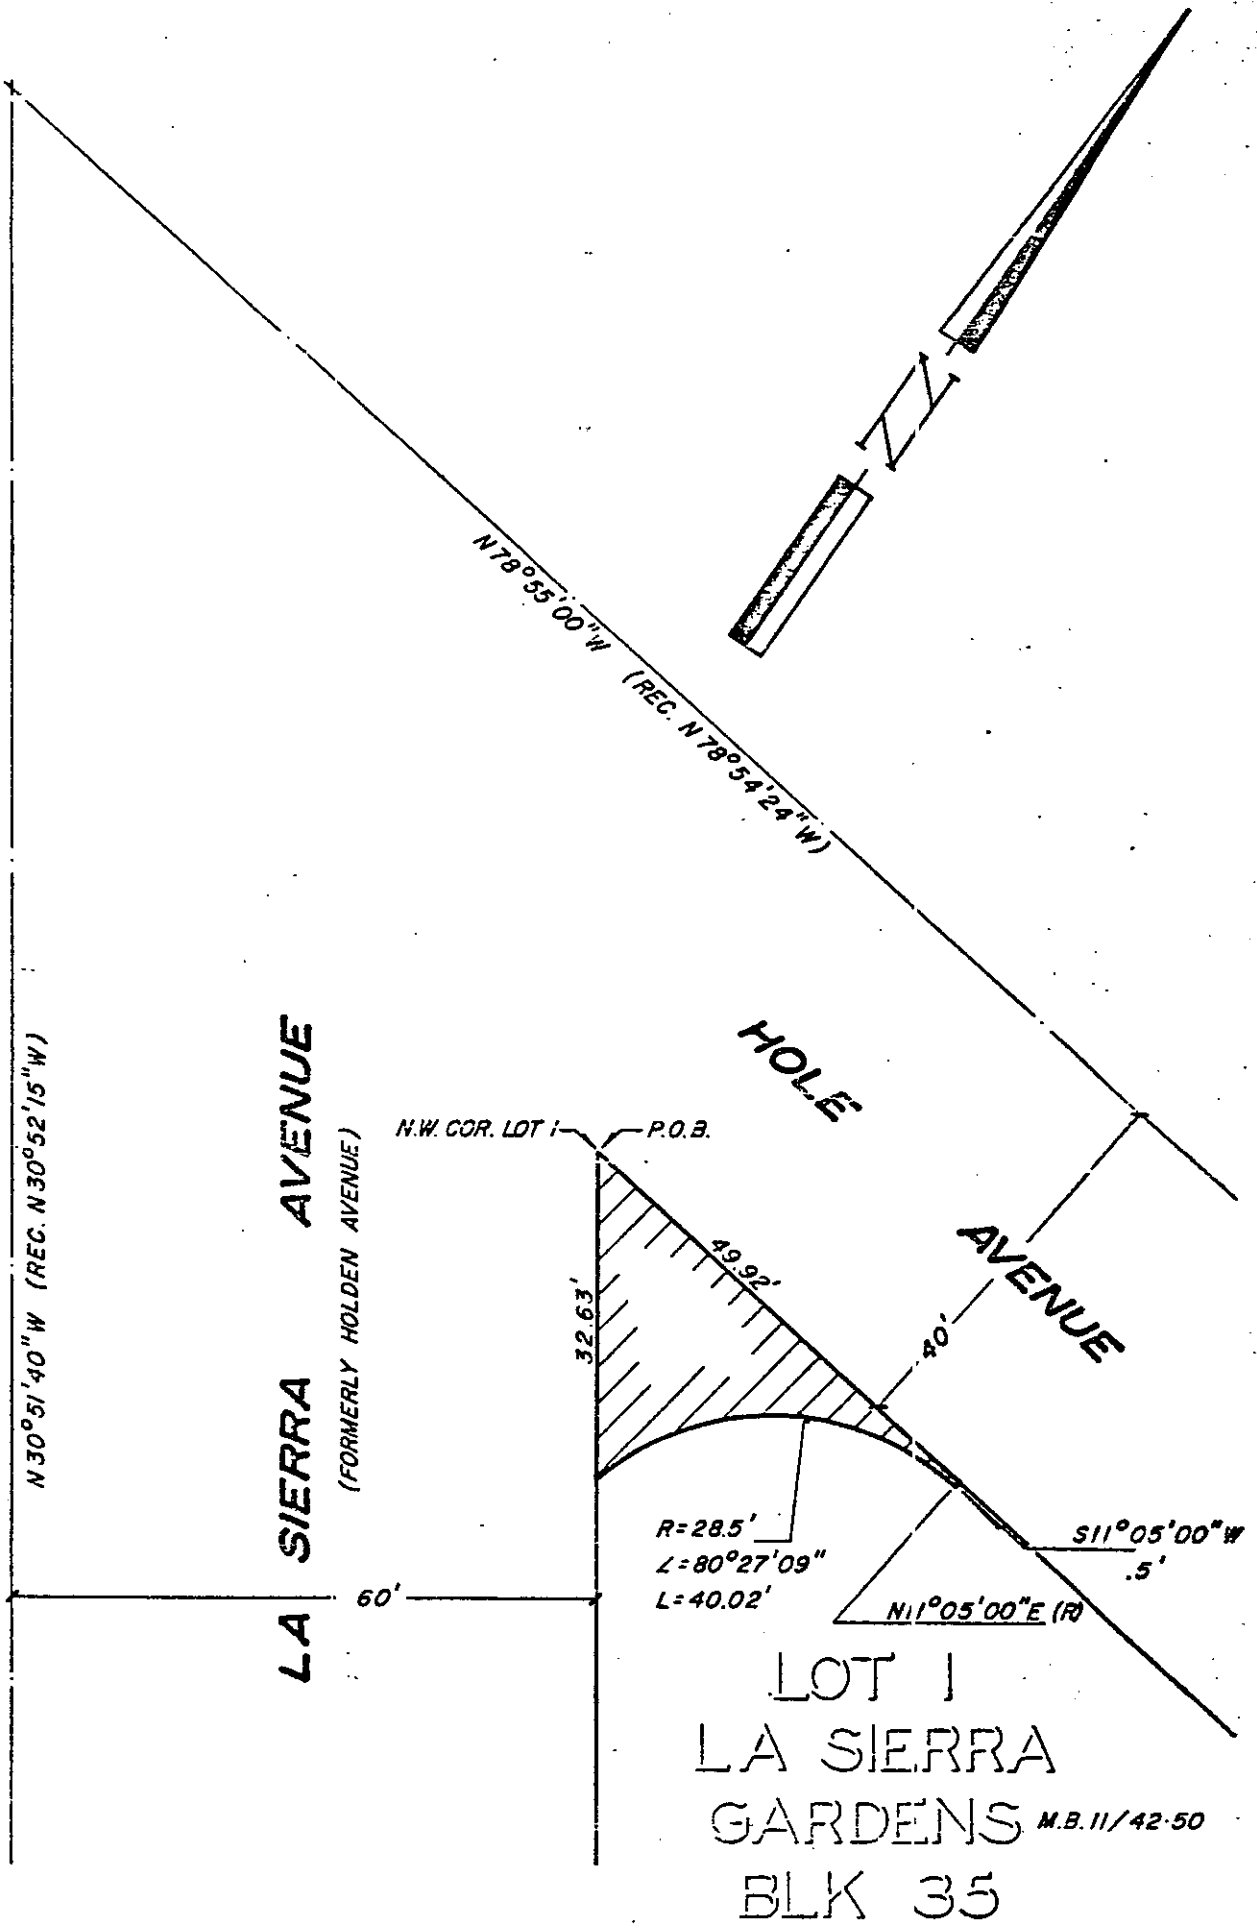 N
N78°55'00"W (REC. N78°54'24"W)
N30°51'40"W (REC. N30°52'15"W)
LA SIERRA AVENUE
(FORMERLY HOLDEN AVENUE)
HOLE AVENUE
N.W. COR. LOT 1
P.O.B.
49.92'
32.63'
40'
60'
R=28.5'
∠=80°27'09"
L=40.02'
S11°05'00"W
.5'
N11°05'00"E (R)
LOT 1
LA SIERRA
GARDENS M.B. 11/42-50
BLK 35